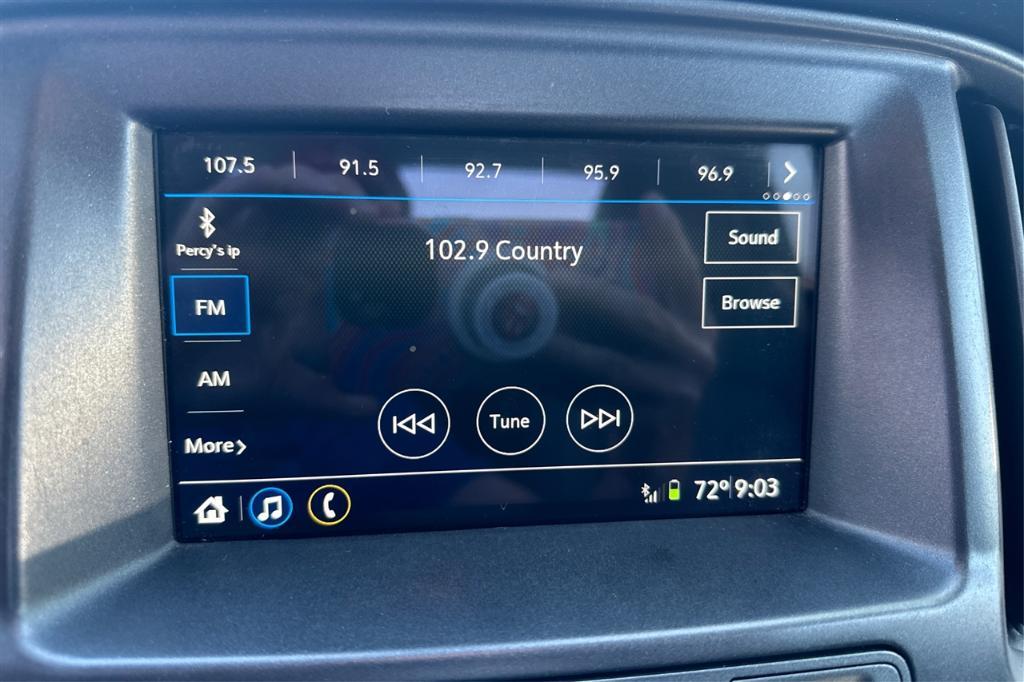 107.5 91.5 92.7 95.9 96.9
Percy's ip
102.9 Country
Sound
FM
Browse
AM
Tune
More
72° 9:03